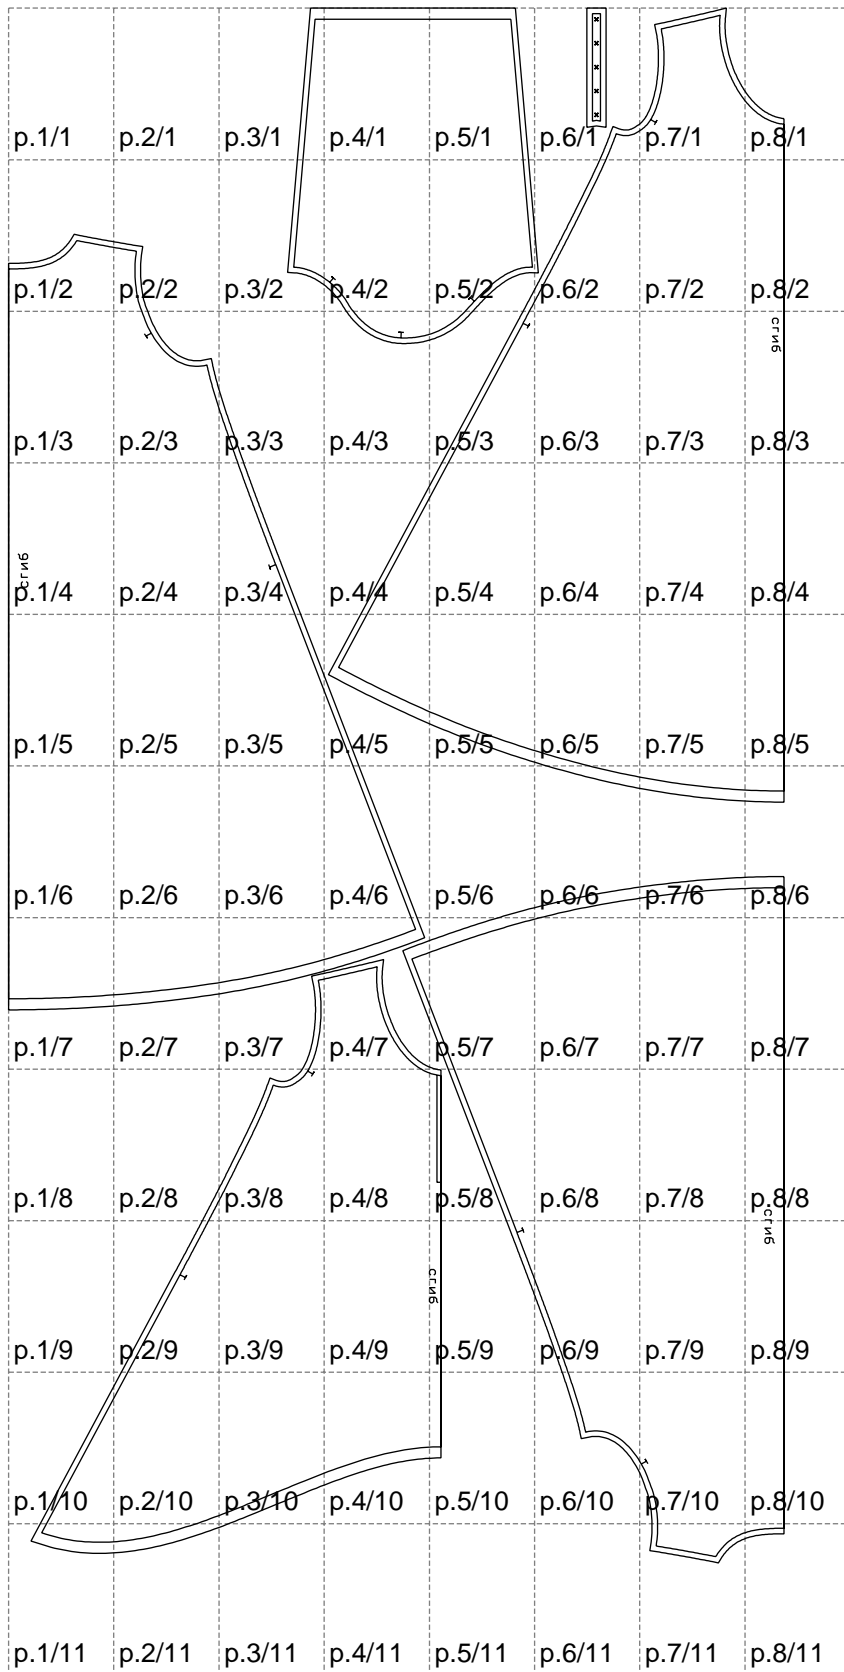 p.1/1 p.2/1 p.3/1 p.4/1 p.5/1 p.6/1 p.7/1 p.8/1
p.1/2 p.2/2 p.3/2 p.4/2 p.5/2 p.6/2 p.7/2 p.8/2
сгиб
p.1/3 p.2/3 p.3/3 p.4/3 p.5/3 p.6/3 p.7/3 p.8/3
сгиб
p.1/4 p.2/4 p.3/4 p.4/4 p.5/4 p.6/4 p.7/4 p.8/4
p.1/5 p.2/5 p.3/5 p.4/5 p.5/5 p.6/5 p.7/5 p.8/5
p.1/6 p.2/6 p.3/6 p.4/6 p.5/6 p.6/6 p.7/6 p.8/6
p.1/7 p.2/7 p.3/7 p.4/7 p.5/7 p.6/7 p.7/7 p.8/7
p.1/8 p.2/8 p.3/8 p.4/8 p.5/8 p.6/8 p.7/8 p.8/8
сгиб
сгиб
p.1/9 p.2/9 p.3/9 p.4/9 p.5/9 p.6/9 p.7/9 p.8/9
p.1/10 p.2/10 p.3/10 p.4/10 p.5/10 p.6/10 p.7/10 p.8/10
p.1/11 p.2/11 p.3/11 p.4/11 p.5/11 p.6/11 p.7/11 p.8/11